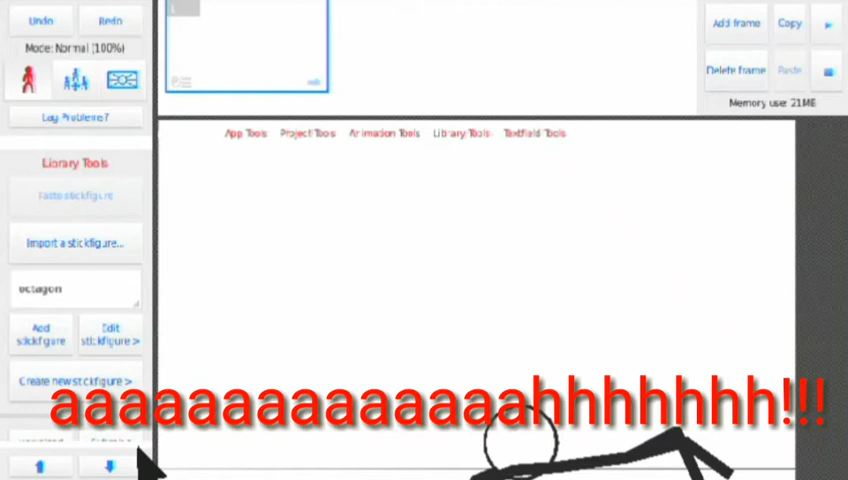 Undo Redo
Mode: Normal (100%)
Lag Problems?
Library Tools
Paste stickfigure
Import a stickfigure...
octagon
Add stickfigure
Edit stickfigure >
Create new stickfigure >
1
Add frame Copy
Delete frame Paste
Memory use: 21MB
App Tools Project Tools Animation Tools Library Tools Textfield Tools
aaaaaaaaaaaaaahhhhhhh!!!